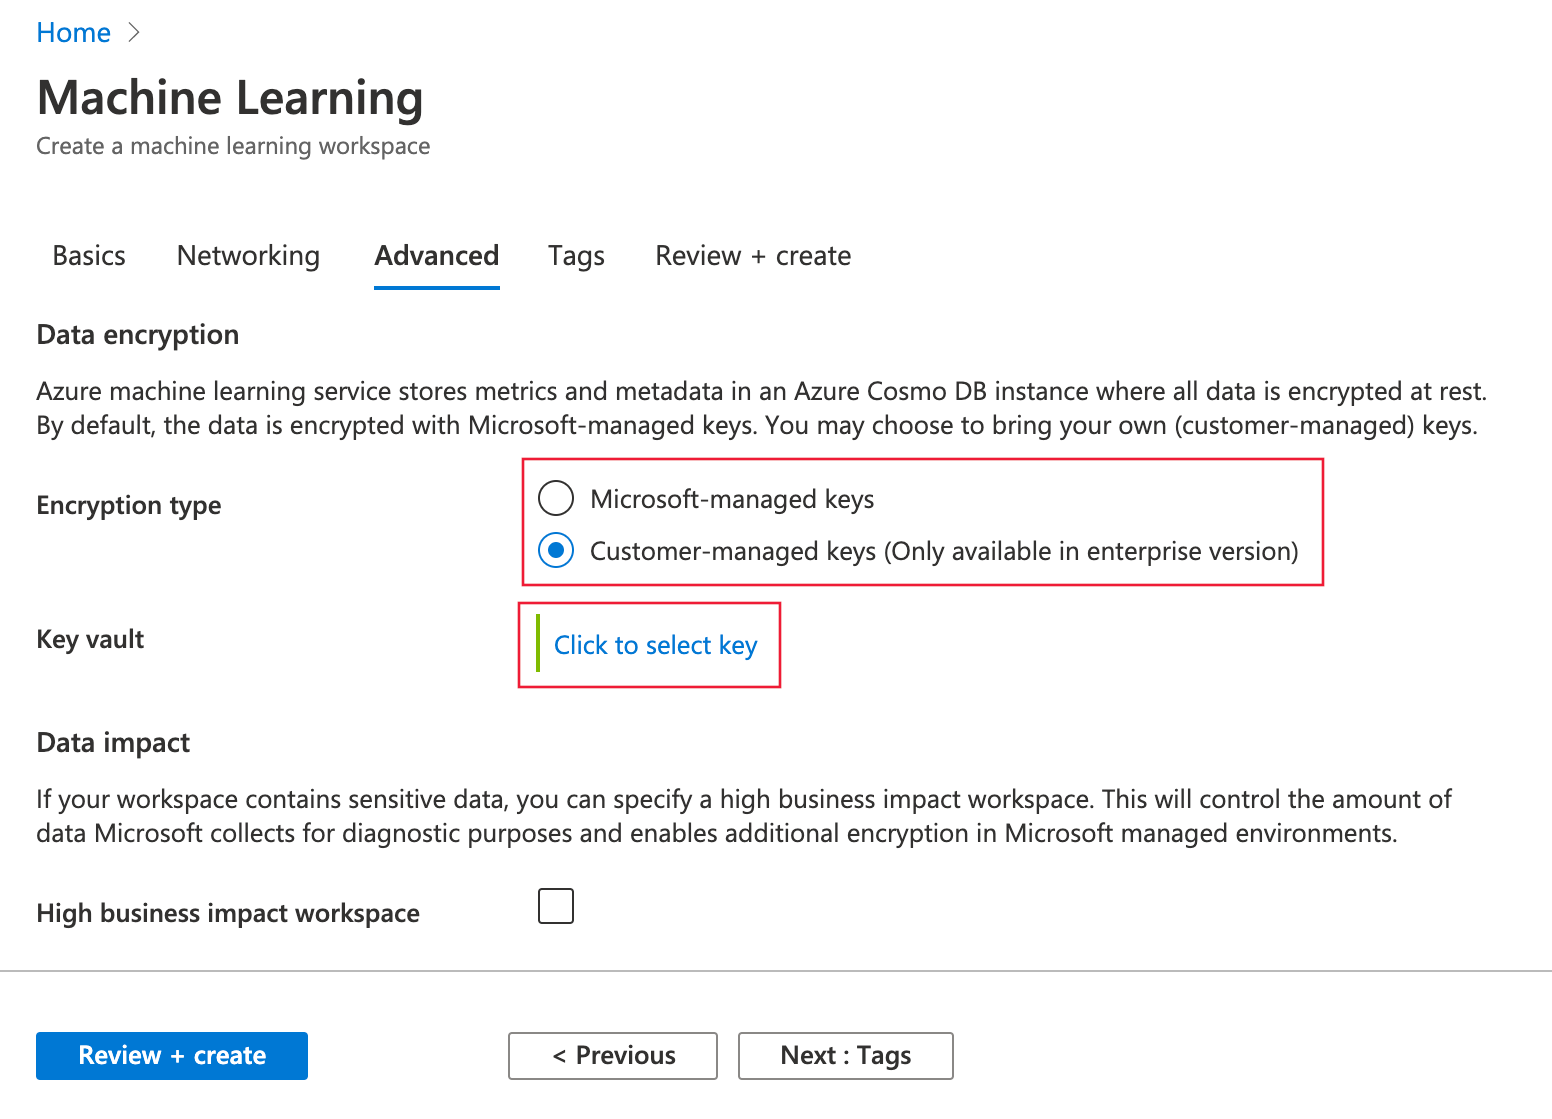 Home
Machine Learning
Create a machine learning workspace
Basics Networking Advanced Tags Review + create
Data encryption
Azure machine learning service stores metrics and metadata in an Azure Cosmo DB instance where all data is encrypted at rest.
By default, the data is encrypted with Microsoft-managed keys. You may choose to bring your own (customer-managed) keys.
Encryption type
Microsoft-managed keys
Customer-managed keys (Only available in enterprise version)
Key vault
Click to select key
Data impact
If your workspace contains sensitive data, you can specify a high business impact workspace. This will control the amount of
data Microsoft collects for diagnostic purposes and enables additional encryption in Microsoft managed environments.
High business impact workspace
Review + create
< Previous
Next : Tags